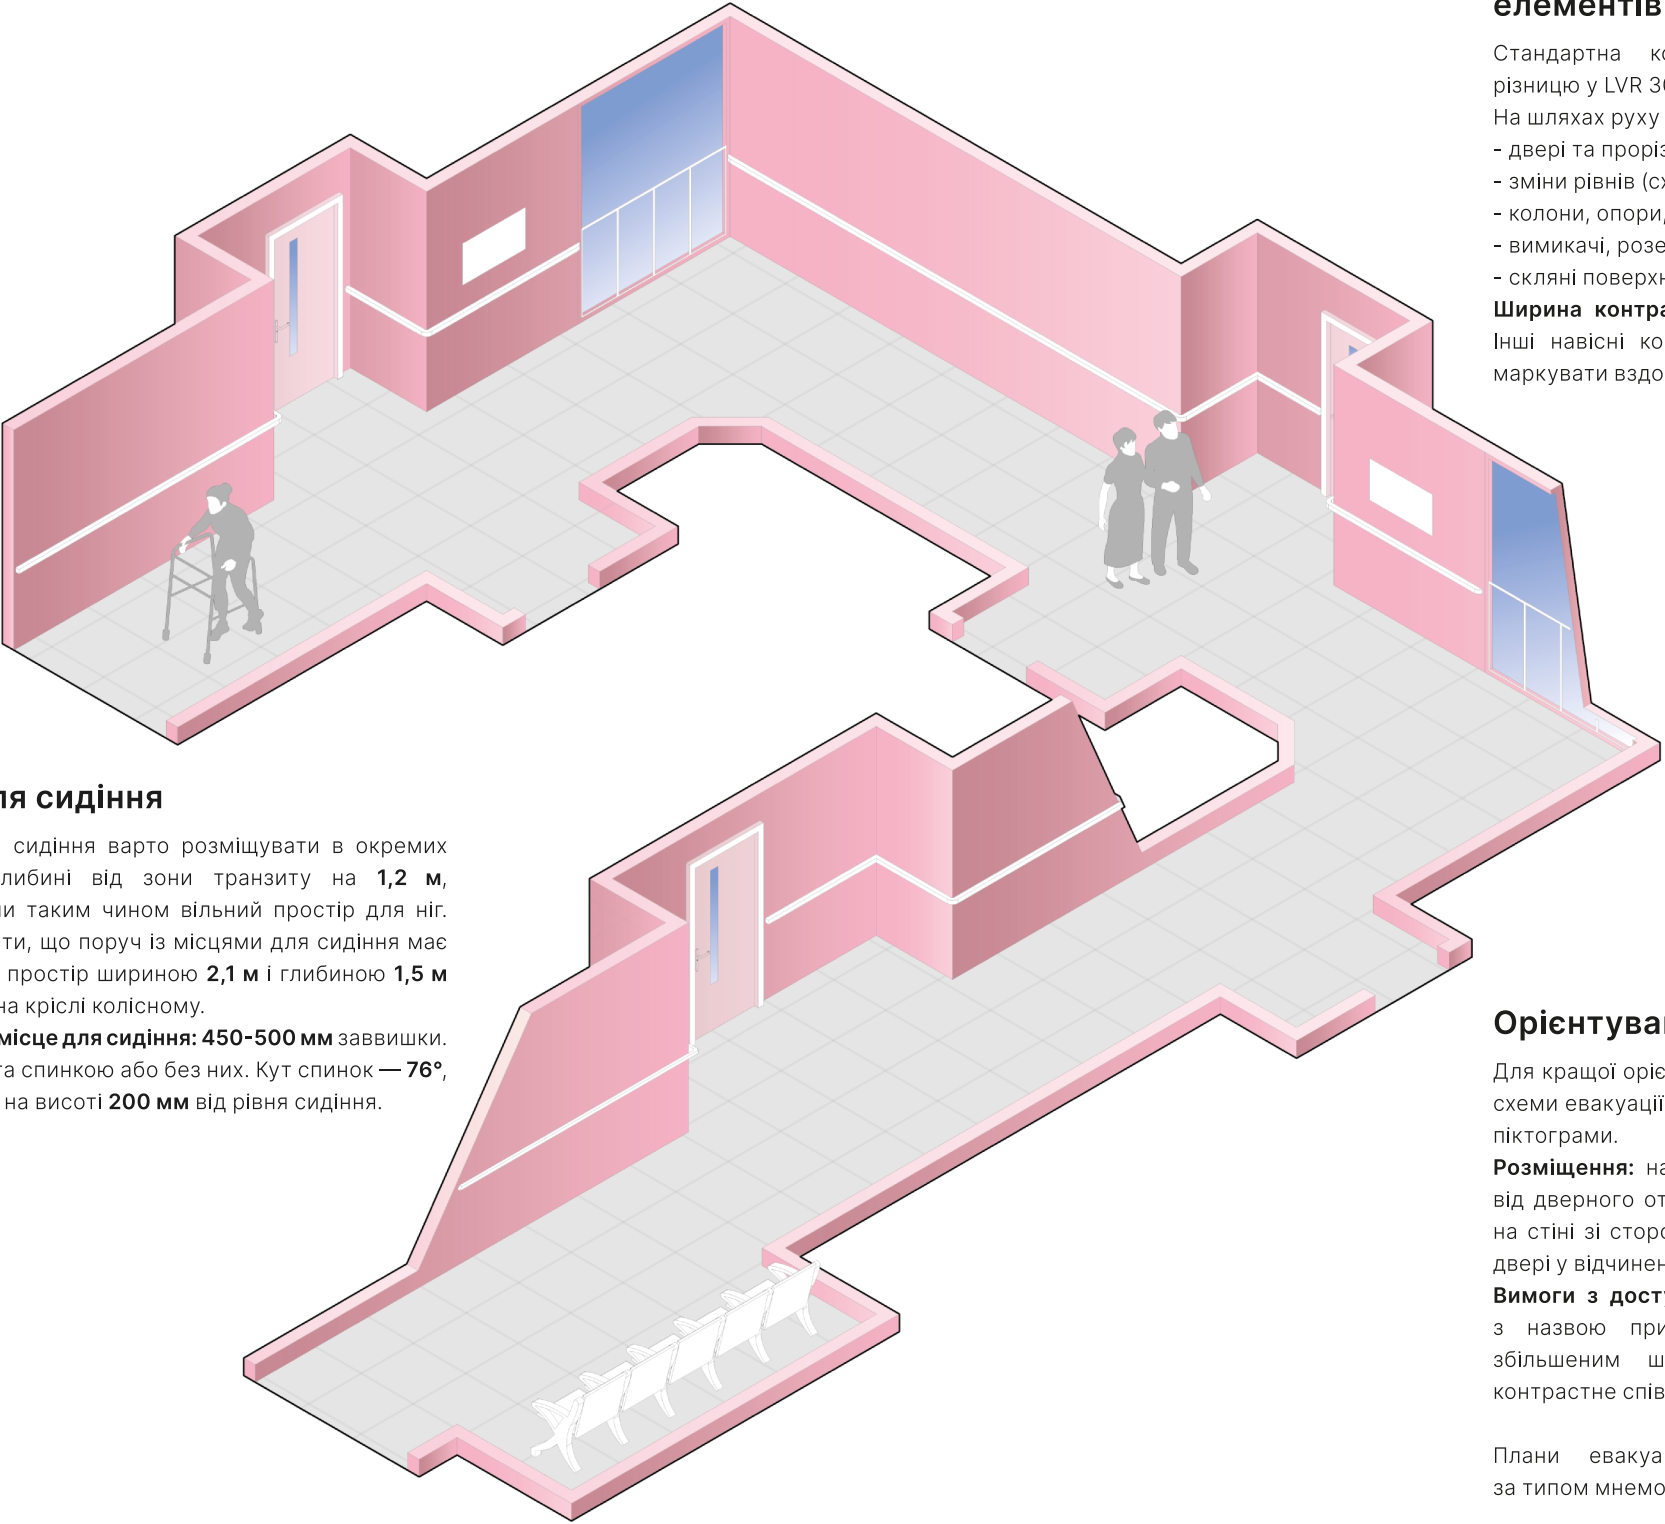 ля сидіння
сидіння варто розміщувати в окремих
либині від зони транзиту на 1,2 м,
и таким чином вільний простір для ніг.
ти, що поруч із місцями для сидіння має
простір шириною 2,1 м і глибиною 1,5 м
на кріслі колісному.
місце для сидіння: 450-500 мм заввишки.
та спинкою або без них. Кут спинок — 76°,
на висоті 200 мм від рівня сидіння.
елементів
Стандартна ко
різницю у LVR 3
На шляхах руху
- двері та проріз
- зміни рівнів (сх
- колони, опори,
- вимикачі, розе
- скляні поверхн
Ширина контра
Інші навісні ко
маркувати вздо
Орієнтува
Для кращої оріє
схеми евакуації
піктограми.
Розміщення: на
від дверного от
на стіні зі сторо
двері у відчинен
Вимоги з дост
з назвою при
збільшеним ш
контрастне спів
Плани евакуа
за типом мнемо